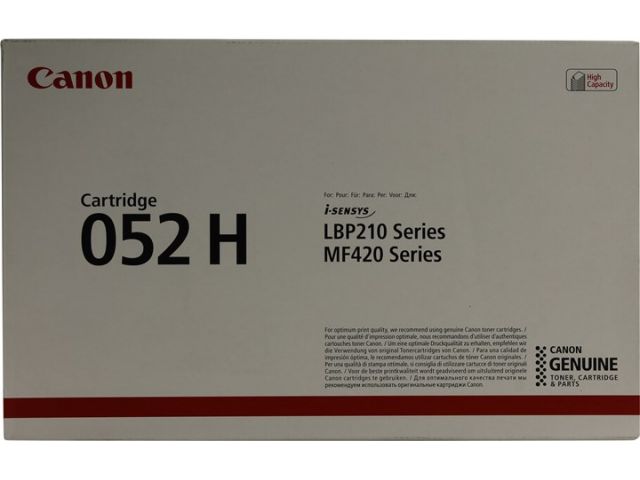 Canon
High
Capacity
Cartridge
052 H
For: Pour: Für: Para: Per: Voor: Для:
i-SENSYS
LBP210 Series
MF420 Series
For optimum print quality, we recommend using genuine Canon toner cartridges. /
Pour une qualité d'impression optimale, nous recommandons d'utiliser d'authentiques
cartouches toner Canon. / Um eine optimale Druckqualität zu erhalten, empfehlen wir
die Verwendung von original Tonercartridges von Canon. / Para una calidad de
impresión óptima, le recomendamos utilizar cartuchos de tóner Canon originales. /
Per una qualità di stampa ottimale, si consiglia di utilizzare cartucce di toner originali
Canon. / Voor de beste printkwaliteit wordt geadviseerd om uitsluitend originele
Canon cartridges te gebruiken. / Для оптимального качества печати мы
рекомендуем использовать оригинальные картриджи Canon.
CANON
GENUINE
TONER, CARTRIDGE
& PARTS